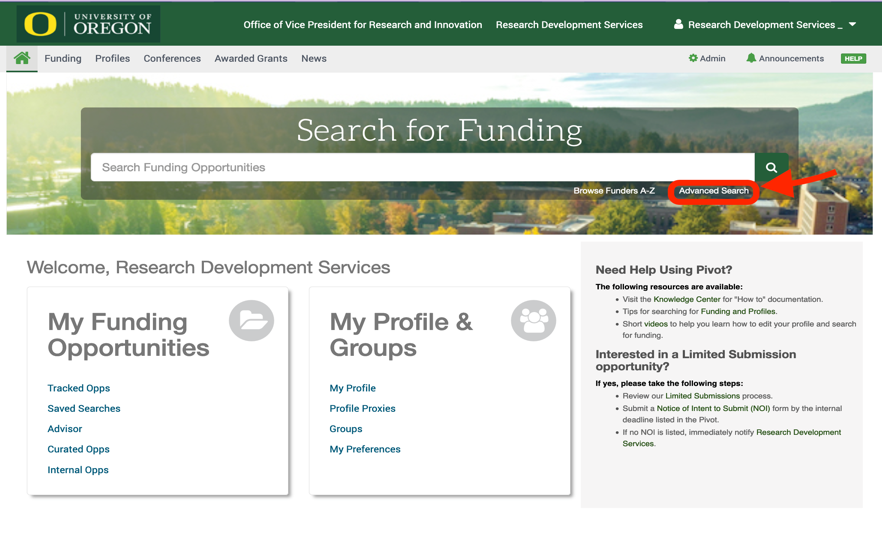 UNIVERSITY OF
OREGON
Office of Vice President for Research and Innovation
Research Development Services
Research Development Services _
Funding
Profiles
Conferences
Awarded Grants
News
Admin
Announcements
HELP
Search for Funding
Search Funding Opportunities
Browse Funders A-Z
Advanced Search
Welcome, Research Development Services
My Funding
Opportunities
Tracked Opps
Saved Searches
Advisor
Curated Opps
Internal Opps
My Profile &
Groups
My Profile
Profile Proxies
Groups
My Preferences
Need Help Using Pivot?
The following resources are available:
• Visit the Knowledge Center for "How to" documentation.
• Tips for searching for Funding and Profiles.
• Short videos to help you learn how to edit your profile and search
for funding.
Interested in a Limited Submission
opportunity?
If yes, please take the following steps:
• Review our Limited Submissions process.
• Submit a Notice of Intent to Submit (NOI) form by the internal
deadline listed in the Pivot.
• If no NOI is listed, immediately notify Research Development
Services.